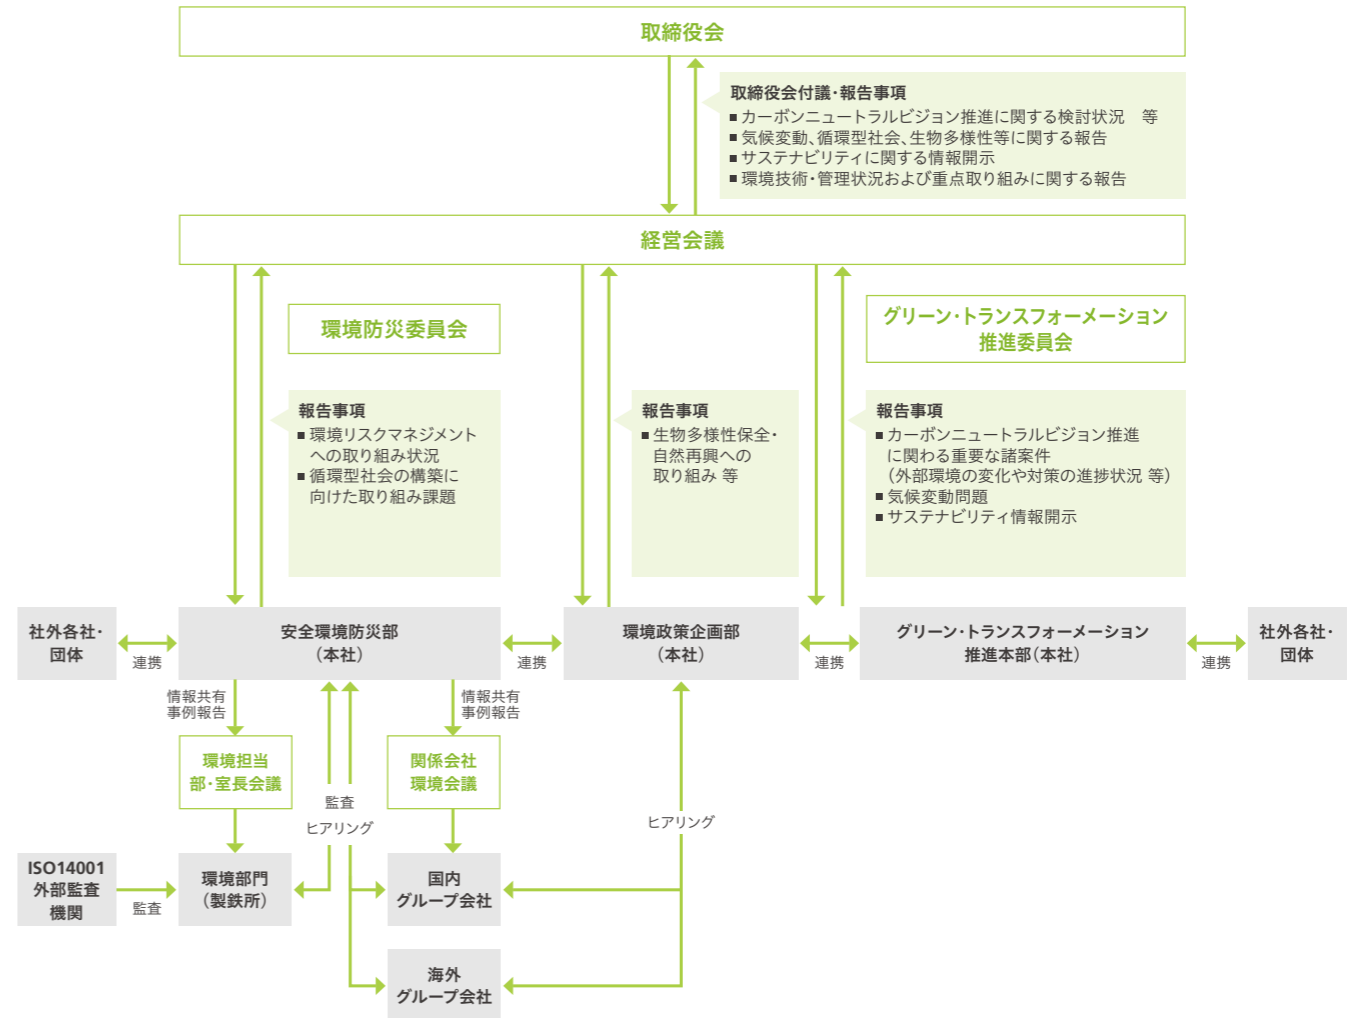 取締役会
取締役会付議・報告事項
■ カーボンニュートラルビジョン推進に関する検討状況　等
■ 気候変動、循環型社会、生物多様性等に関する報告
■ サステナビリティに関する情報開示
■ 環境技術・管理状況および重点取り組みに関する報告
経営会議
環境防災委員会
グリーン・トランスフォーメーション
推進委員会
報告事項
■ 環境リスクマネジメント
への取り組み状況
■ 循環型社会の構築に
向けた取り組み課題
報告事項
■ 生物多様性保全・
自然再興への
取り組み 等
報告事項
■ カーボンニュートラルビジョン推進
に関わる重要な諸案件
（外部環境の変化や対策の進捗状況 等）
■ 気候変動問題
■ サステナビリティ情報開示
社外各社・
団体
連携
安全環境防災部
（本社）
連携
環境政策企画部
（本社）
連携
グリーン・トランスフォーメーション
推進本部（本社）
連携
社外各社・
団体
情報共有
事例報告
情報共有
事例報告
環境担当
部・室長会議
関係会社
環境会議
監査
ヒアリング
ヒアリング
ISO14001
外部監査
機関
監査
環境部門
（製鉄所）
国内
グループ会社
海外
グループ会社